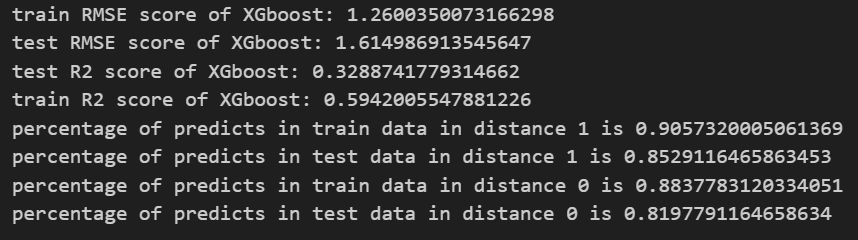 train RMSE score of XGboost: 1.2600350073166298
test RMSE score of XGboost: 1.614986913545647
test R2 score of XGboost: 0.3288741779314662
train R2 score of XGboost: 0.5942005547881226
percentage of predicts in train data in distance 1 is 0.9057320005061369
percentage of predicts in test data in distance 1 is 0.8529116465863453
percentage of predicts in train data in distance 0 is 0.8837783120334051
percentage of predicts in test data in distance 0 is 0.8197791164658634